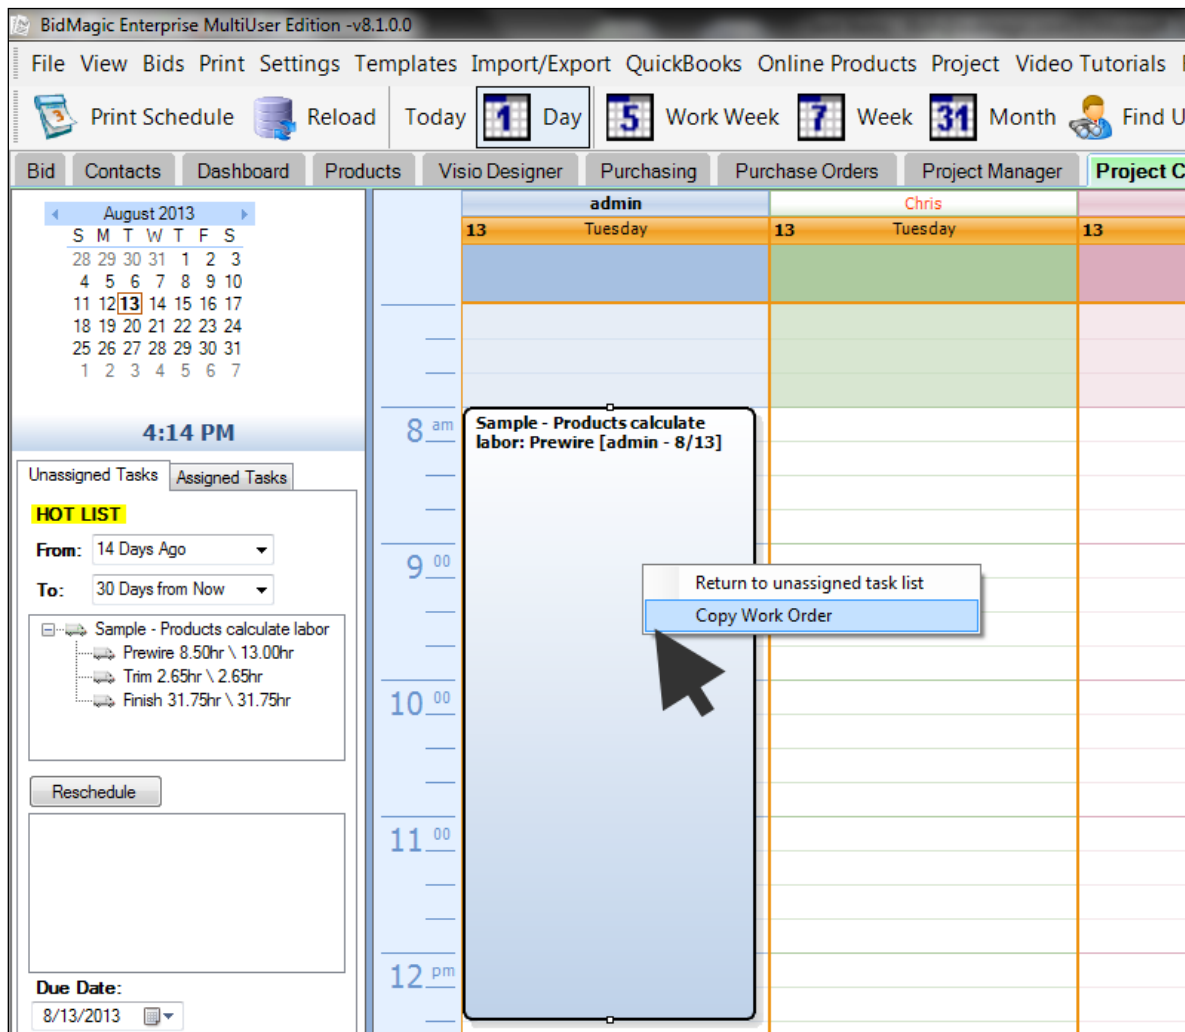 BidMagic Enterprise MultiUser Edition -v8.1.0.0
File View Bids Print Settings Templates Import/Export QuickBooks Online Products Project Video Tutorials
3 Print Schedule Reload Today 1 Day 5 Work Week 7 Week 31 Month Find U
Bid Contacts Dashboard Products Visio Designer Purchasing Purchase Orders Project Manager Project C
August 2013
S M T W T F S
28 29 30 31 1 2 3
4 5 6 7 8 9 10
11 12 13 14 15 16 17
18 19 20 21 22 23 24
25 26 27 28 29 30 31
1 2 3 4 5 6 7
4:14 PM
Unassigned Tasks Assigned Tasks
HOT LIST
From: 14 Days Ago
To: 30 Days from Now
Sample - Products calculate labor
Prewire 8.50hr \ 13.00hr
Trim 2.65hr \ 2.65hr
Finish 31.75hr \ 31.75hr
Reschedule
Due Date:
8/13/2013
admin Chris
13 Tuesday 13 Tuesday 13
8 am
9 00
10 00
11 00
12 pm
Sample - Products calculate
labor: Prewire [admin - 8/13]
Return to unassigned task list
Copy Work Order